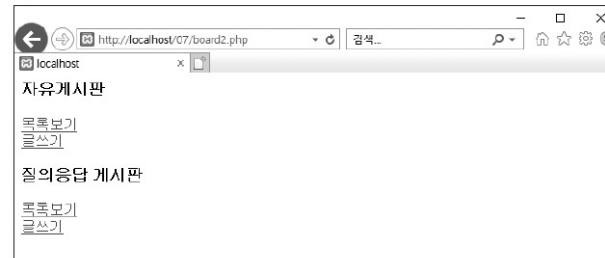 http://localhost/07/board2.php
검색...
localhost
자유게시판
목록보기
글쓰기
질의응답 게시판
목록보기
글쓰기